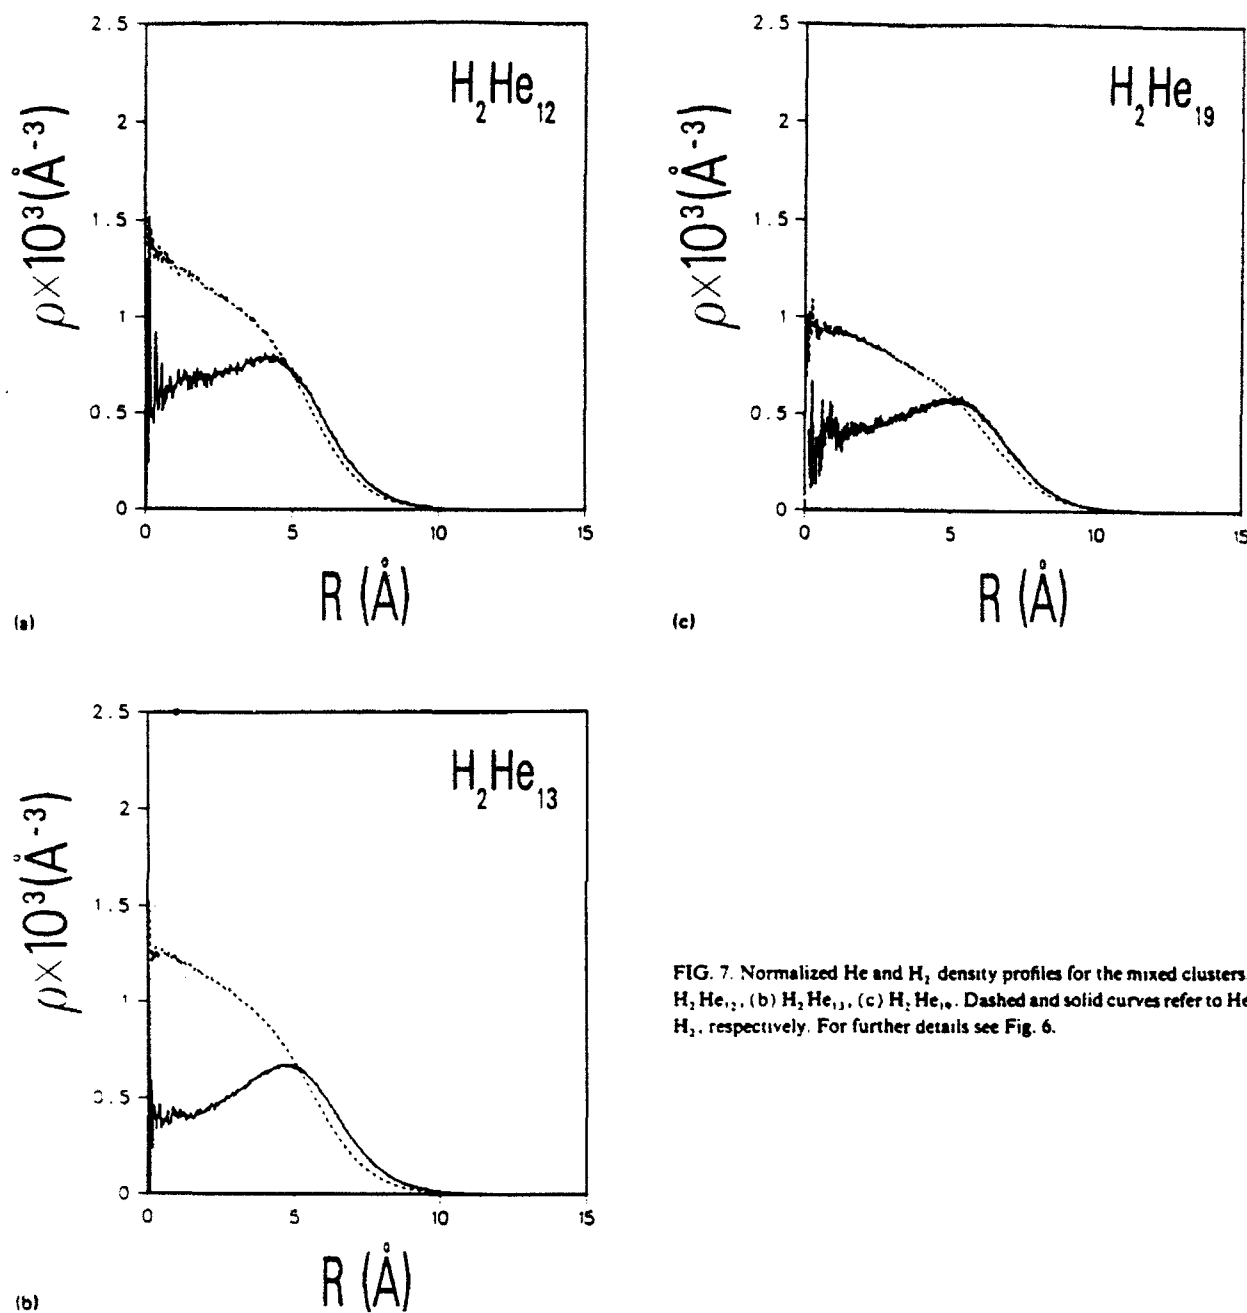 2.5
2
1.5
1
0.5
0
0
5
10
15
ρ×10³(Å⁻³)
R (Å)
H₂He₁₂
(a)
2.5
2
1.5
1
0.5
0
0
5
10
15
ρ×10³(Å⁻³)
R (Å)
H₂He₁₉
(c)
2.5
2
1.5
1
0.5
0
0
5
10
15
ρ×10³(Å⁻³)
R (Å)
H₂He₁₃
(b)
FIG. 7. Normalized He and H₂ density profiles for the mixed clusters
H₂He₁₂, (b) H₂He₁₃, (c) H₂He₁₉. Dashed and solid curves refer to He
H₂, respectively. For further details see Fig. 6.